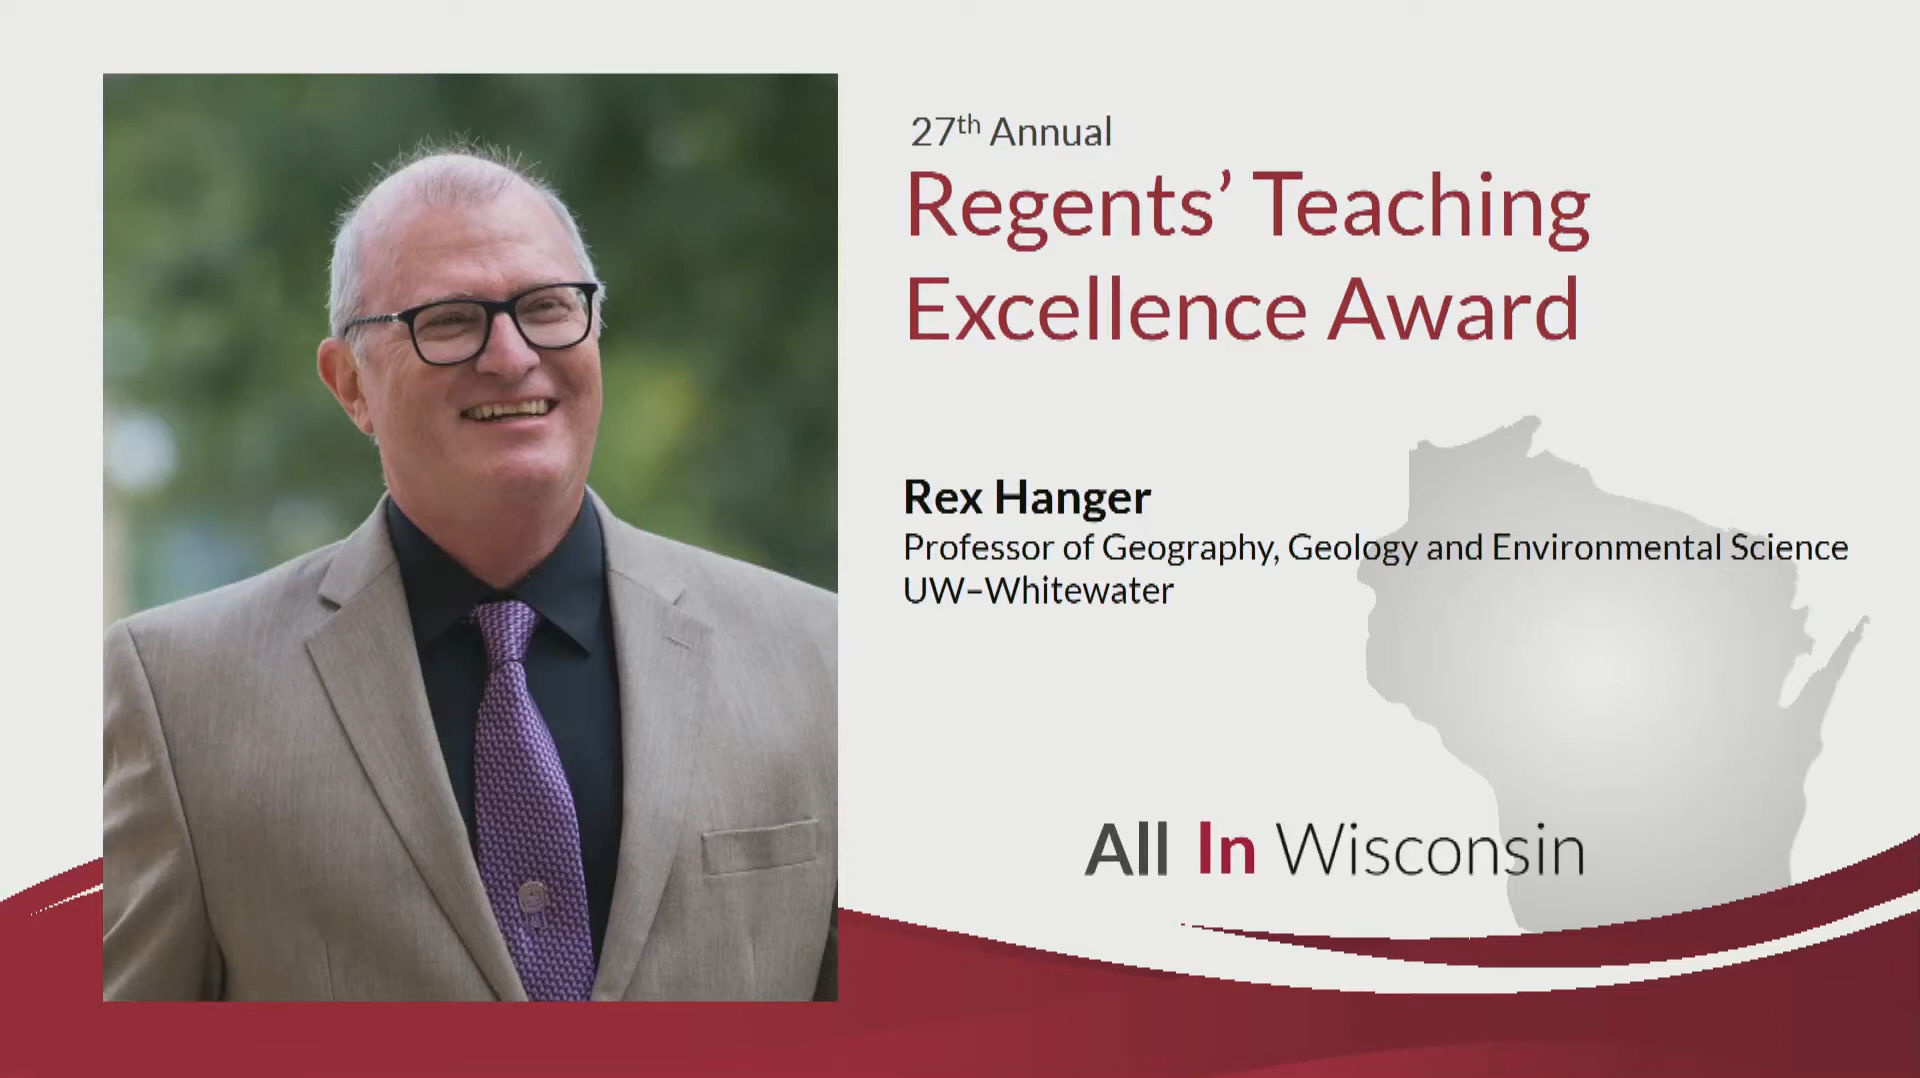 27th Annual
Regents’ Teaching
Excellence Award
Rex Hanger
Professor of Geography, Geology and Environmental Science
UW–Whitewater
All In Wisconsin